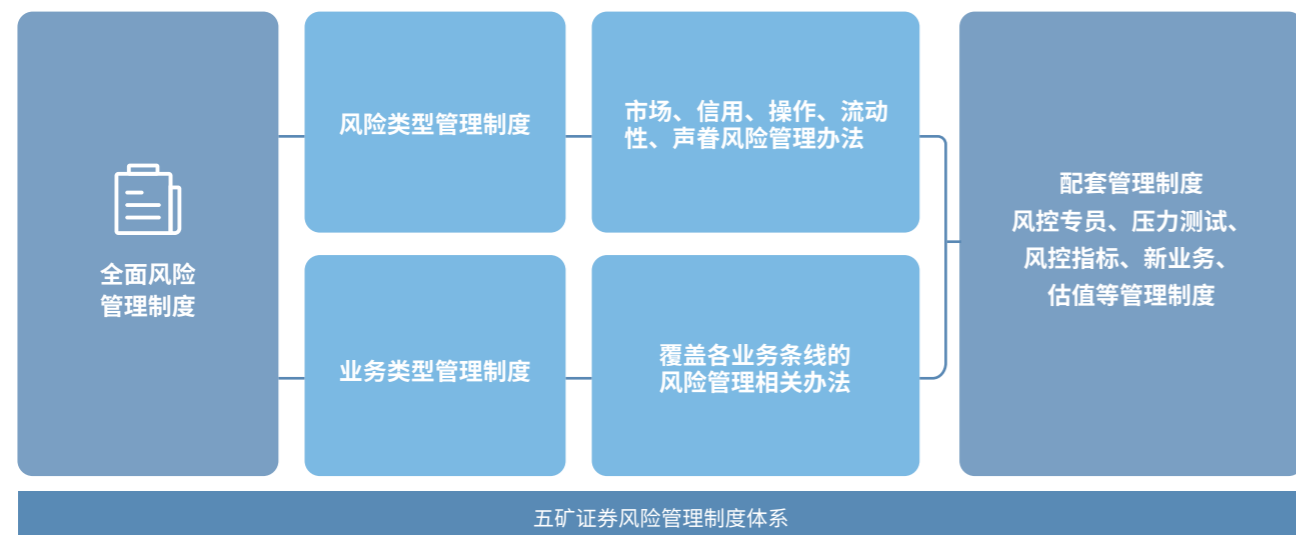 全面风险
管理制度
风险类型管理制度
市场、信用、操作、流动
性、声眷风险管理办法
业务类型管理制度
覆盖各业务条线的
风险管理相关办法
配套管理制度
风控专员、压力测试、
风控指标、新业务、
估值等管理制度
五矿证券风险管理制度体系